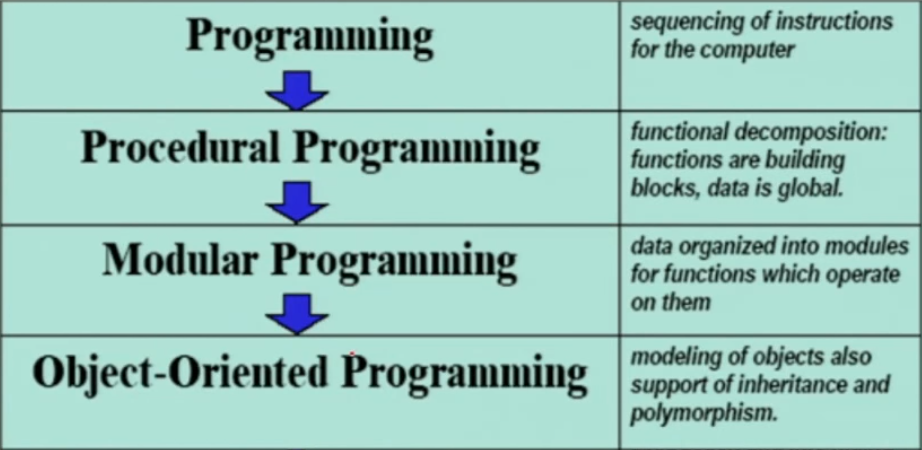 Programming
sequencing of instructions
for the computer
Procedural Programming
functional decomposition:
functions are building
blocks, data is global.
Modular Programming
data organized into modules
for functions which operate
on them
Object-Oriented Programming
modeling of objects also
support of inheritance and
polymorphism.